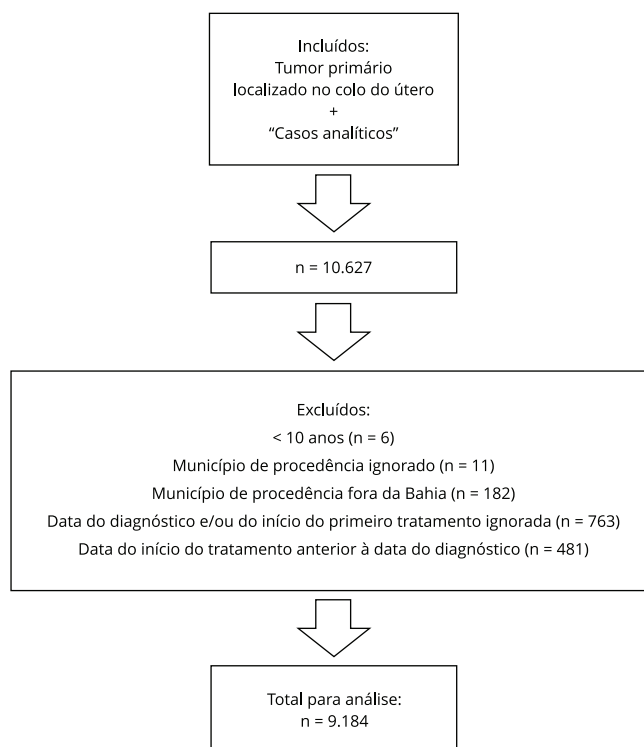 Incluídos:
Tumor primário
localizado no colo do útero
+
“Casos analíticos”
n = 10.627
Excluídos:
< 10 anos (n = 6)
Município de procedência ignorado (n = 11)
Município de procedência fora da Bahia (n = 182)
Data do diagnóstico e/ou do início do primeiro tratamento ignorada (n = 763)
Data do início do tratamento anterior à data do diagnóstico (n = 481)
Total para análise:
n = 9.184